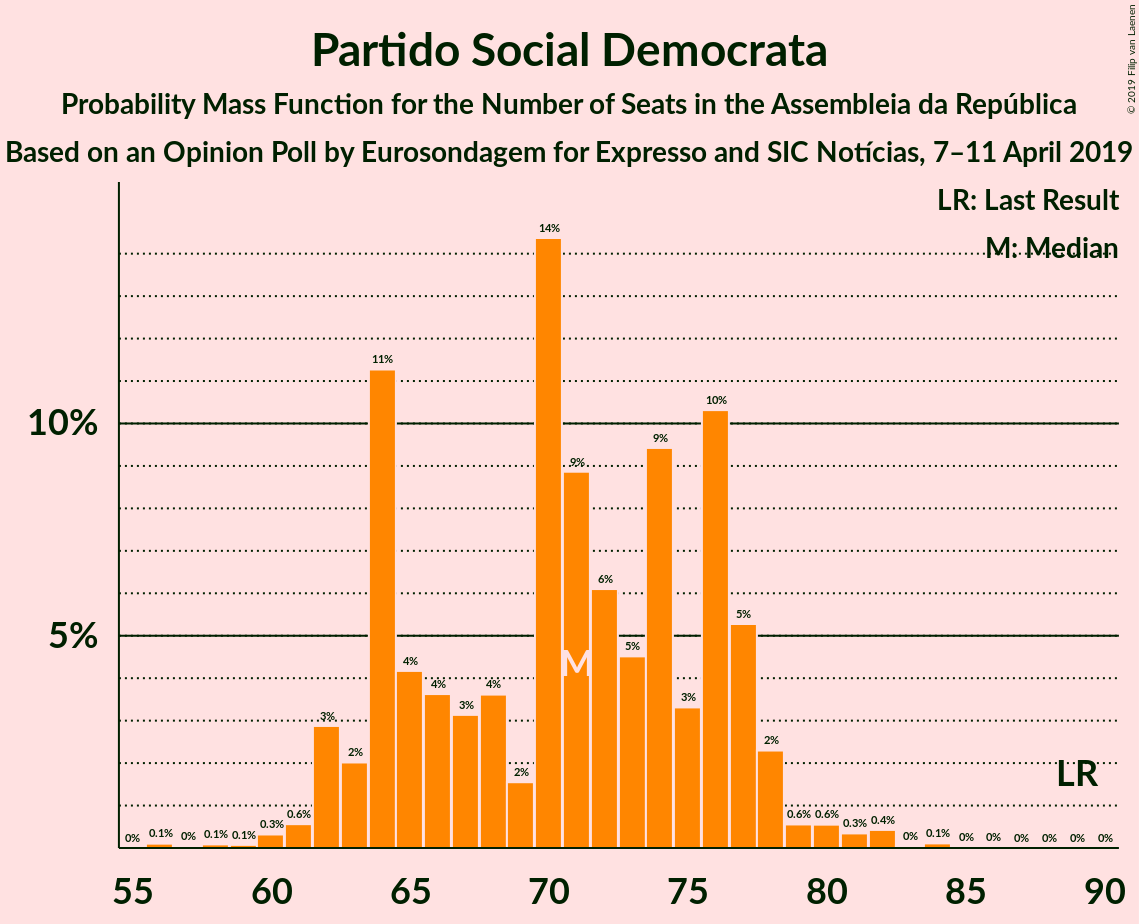 Partido Social Democrata
Probability Mass Function for the Number of Seats in the Assembleia da República
Based on an Opinion Poll by Eurosondagem for Expresso and SIC Notícias, 7–11 April 2019
© 2019 Filip van Laenen
LR: Last Result
M: Median
10%
5%
0% 0.1% 0% 0.1% 0.1% 0.3% 0.6% 3% 2% 11% 4% 4% 3% 4% 2% 14% 9% 6% 5% 9% 3% 10% 5% 2% 0.6% 0.6% 0.3% 0.4% 0% 0.1% 0% 0% 0% 0% 0% 0%
M
LR
55 60 65 70 75 80 85 90